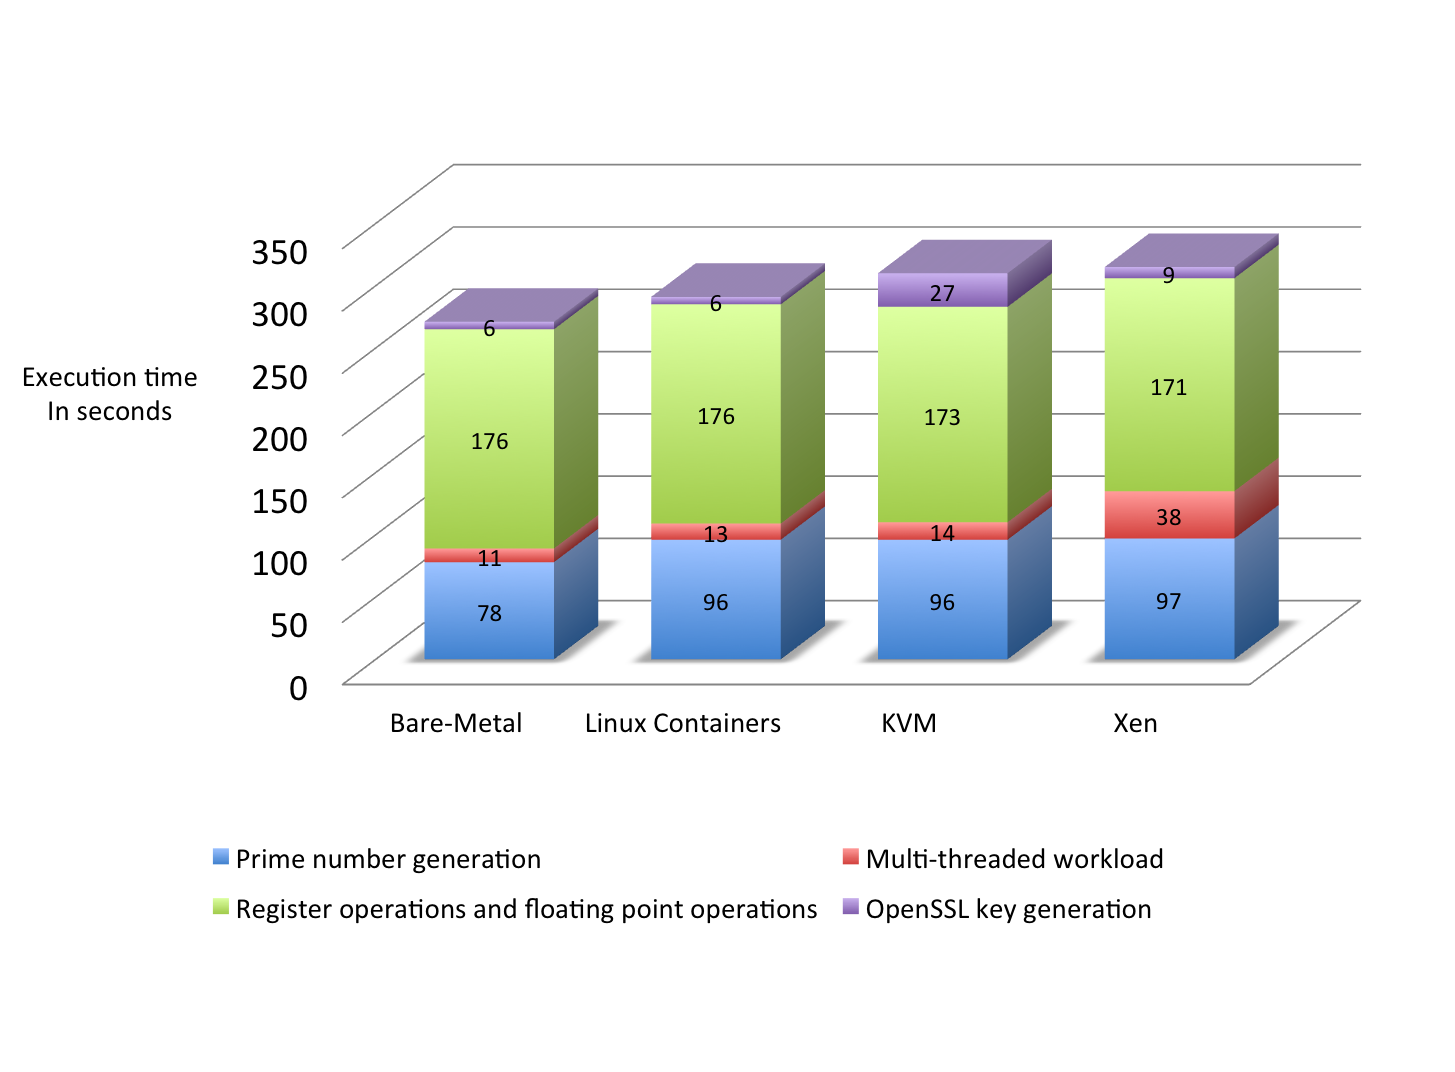 350
300
250
200
150
100
50
0
Execution time
In seconds
6
176
11
78
6
176
13
96
27
173
14
96
9
171
38
97
Bare-Metal
Linux Containers
KVM
Xen
Prime number generation
Multi-threaded workload
Register operations and floating point operations
OpenSSL key generation